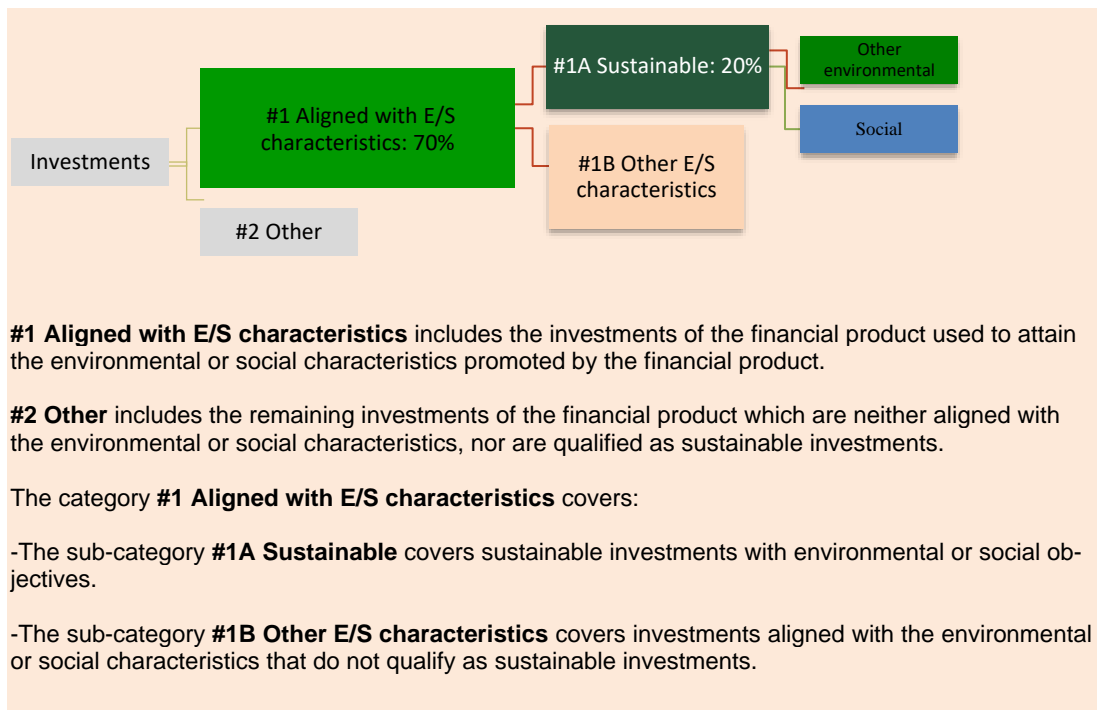 Investments
#1 Aligned with E/S
characteristics: 70%
#2 Other
#1A Sustainable: 20%
#1B Other E/S
characteristics
Other
environmental
Social
#1 Aligned with E/S characteristics includes the investments of the financial product used to attain
the environmental or social characteristics promoted by the financial product.
#2 Other includes the remaining investments of the financial product which are neither aligned with
the environmental or social characteristics, nor are qualified as sustainable investments.
The category #1 Aligned with E/S characteristics covers:
-The sub-category #1A Sustainable covers sustainable investments with environmental or social ob-
jectives.
-The sub-category #1B Other E/S characteristics covers investments aligned with the environmental
or social characteristics that do not qualify as sustainable investments.